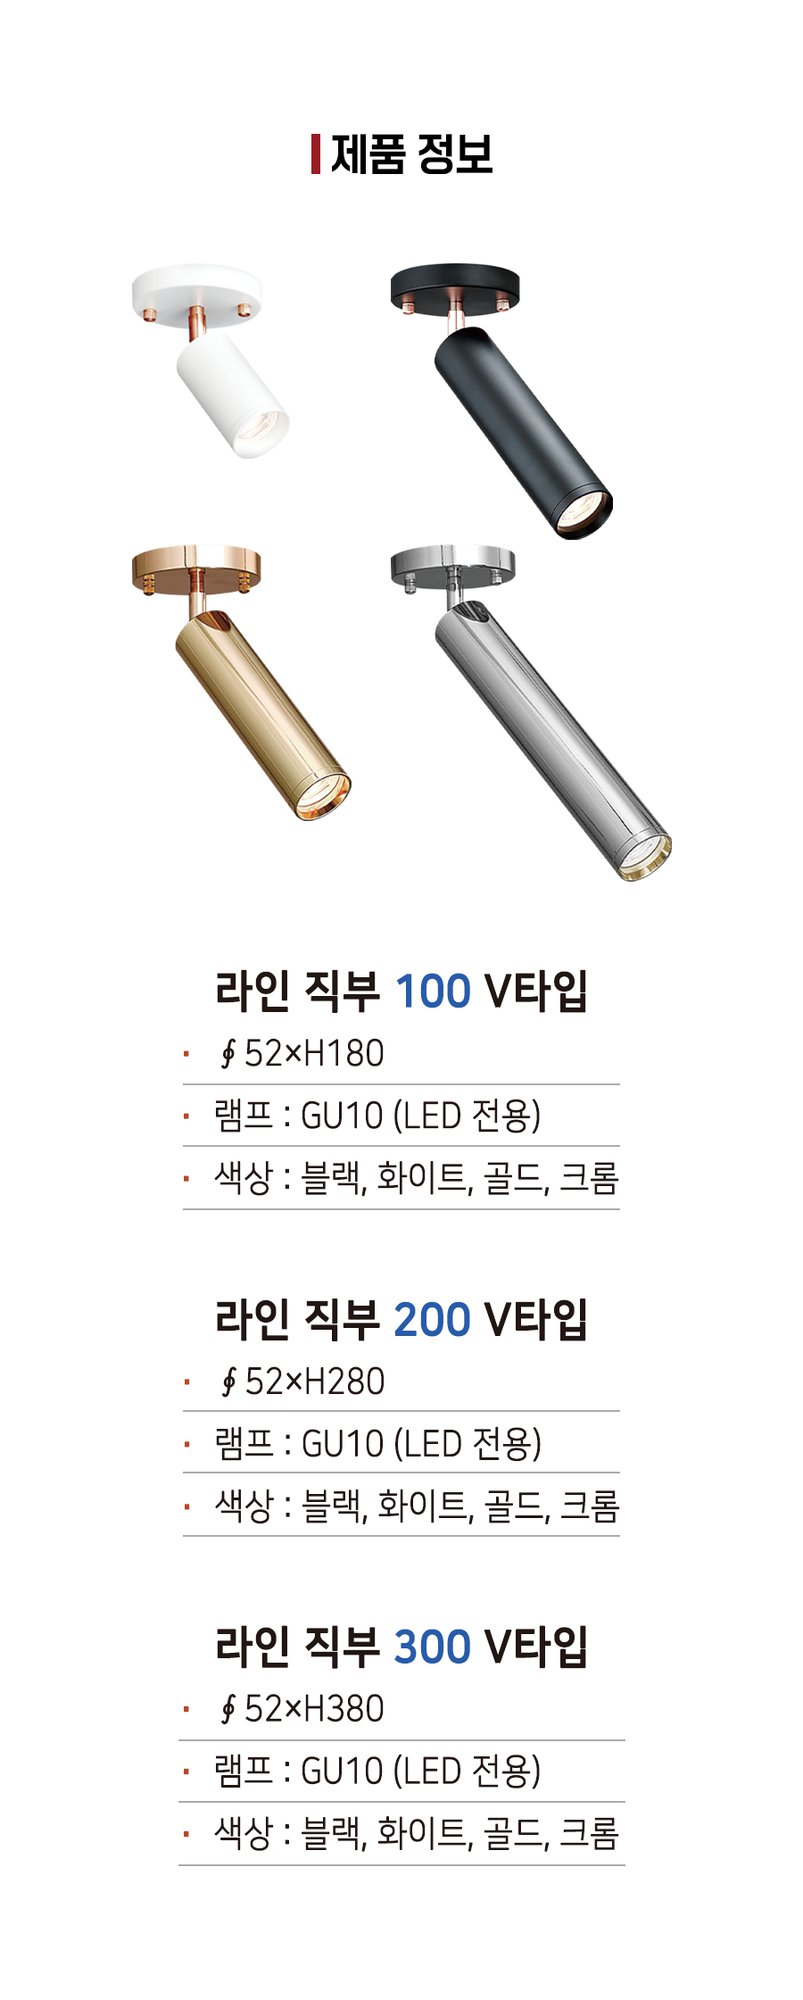 제품 정보
라인 직부 100 V타입
· ∮52×H180
· 램프 : GU10 (LED 전용)
· 색상 : 블랙, 화이트, 골드, 크롬
라인 직부 200 V타입
· ∮52×H280
· 램프 : GU10 (LED 전용)
· 색상 : 블랙, 화이트, 골드, 크롬
라인 직부 300 V타입
· ∮52×H380
· 램프 : GU10 (LED 전용)
· 색상 : 블랙, 화이트, 골드, 크롬